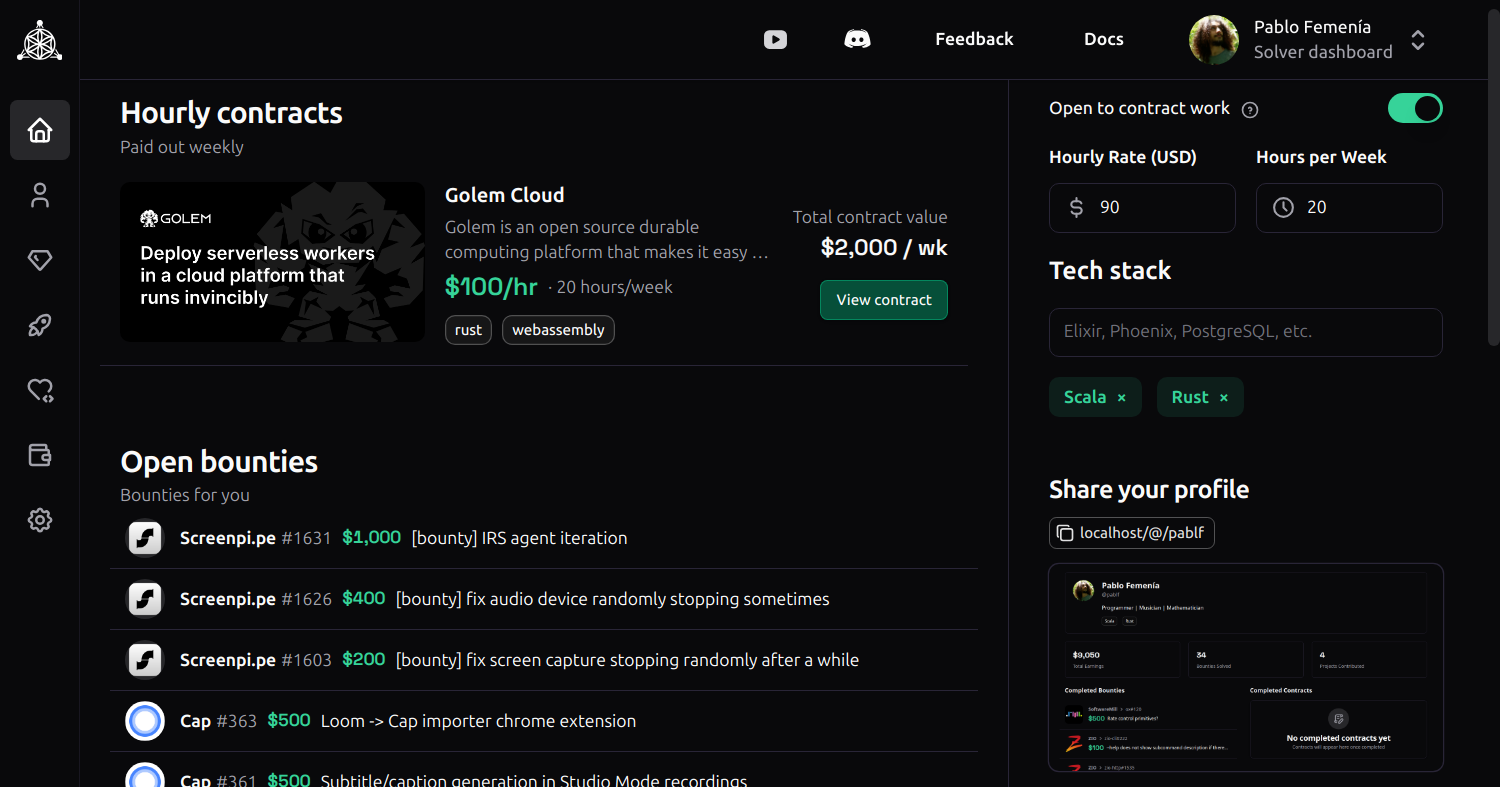 Feedback
Docs
Pablo Femenía
Solver dashboard
Hourly contracts
Paid out weekly
GOLEM
Deploy serverless workers
in a cloud platform that
runs invincibly
Golem Cloud
Golem is an open source durable
computing platform that makes it easy …
$100/hr · 20 hours/week
rust webassembly
Total contract value
$2,000 / wk
View contract
Open bounties
Bounties for you
Screenpi.pe #1631 $1,000 [bounty] IRS agent iteration
Screenpi.pe #1626 $400 [bounty] fix audio device randomly stopping sometimes
Screenpi.pe #1603 $200 [bounty] fix screen capture stopping randomly after a while
Cap #363 $500 Loom -> Cap importer chrome extension
Cap #361 $500 Subtitle/caption generation in Studio Mode recordings
Open to contract work ?
Hourly Rate (USD) Hours per Week
$ 90 20
Tech stack
Elixir, Phoenix, PostgreSQL, etc.
Scala × Rust ×
Share your profile
localhost/@/pablf
Pablo Femenía
@pablf
Programmer | Musician | Mathematician
Scala Rust
$9,050 34 4
Total Earnings Bounties Solved Projects Contributed
Completed Bounties Completed Contracts
$500 Rate control primitives?
$100 --help does not show subcommand description if there...
No completed contracts yet
Contracts will appear here once completed